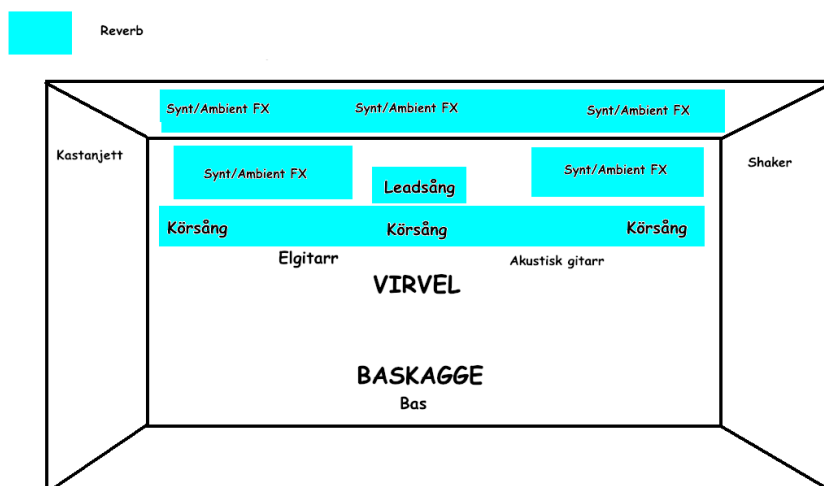 Reverb
Synt/Ambient FX Synt/Ambient FX Synt/Ambient FX
Kastanjett
Shaker
Synt/Ambient FX Synt/Ambient FX
Leadsång
Körsång Körsång Körsång
Elgitarr Akustisk gitarr
VIRVEL
BASKAGGE
Bas